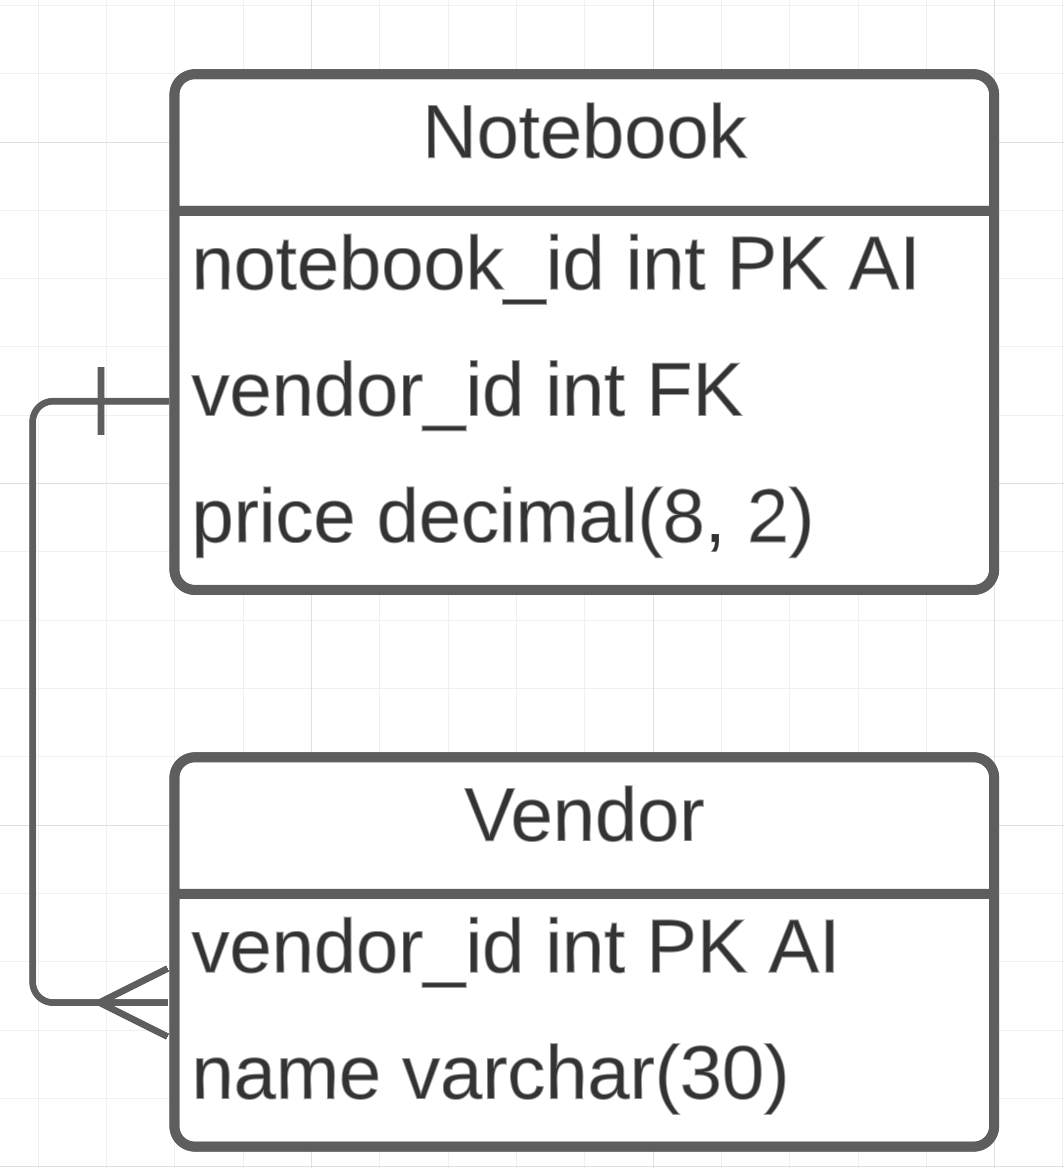 Notebook
notebook_id int PK AI
vendor_id int FK
price decimal(8, 2)
Vendor
vendor_id int PK AI
name varchar(30)